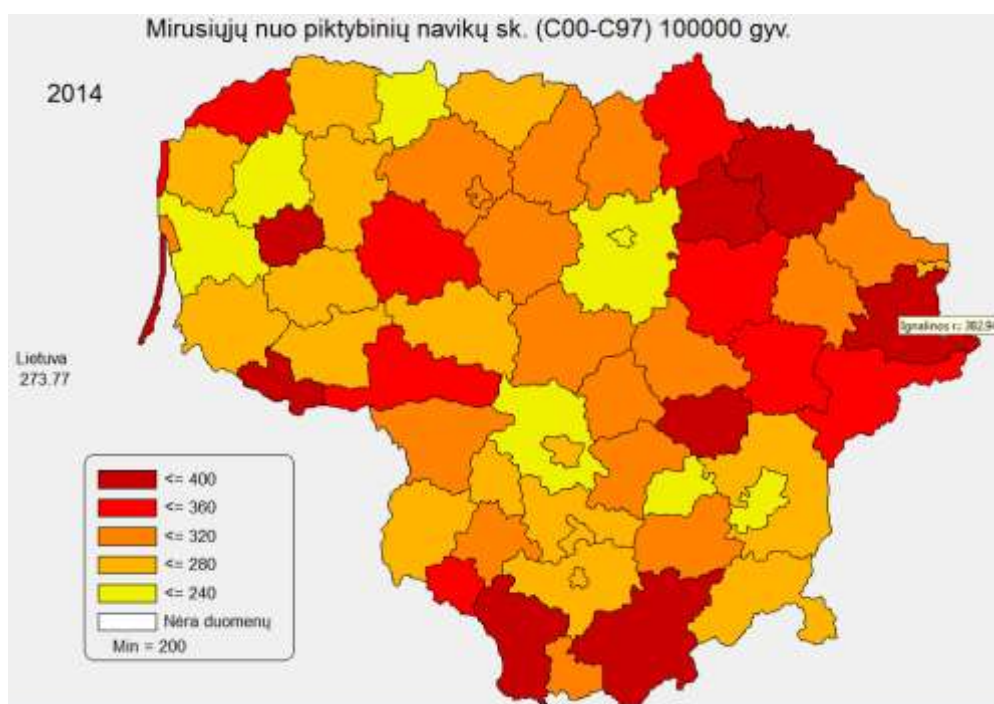 Mirusiųjų nuo piktybinių navikų sk. (C00-C97) 100000 gyv.
2014
Ignalinos r.:
Lietuva
273.77
<= 400
<= 360
<= 320
<= 280
<= 240
Nėra duomenų
Min = 200